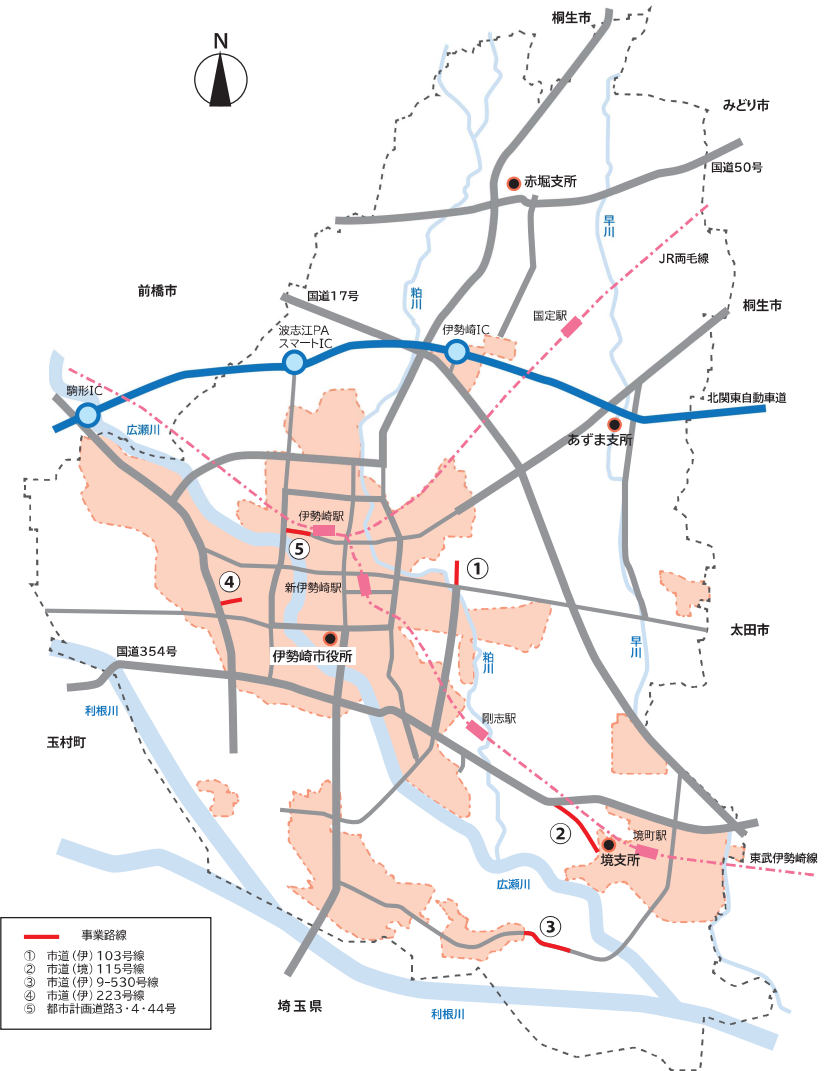 桐生市
N
みどり市
国道50号
赤堀支所
早川
JR両毛線
前橋市
国道17号
粕川
国定駅
桐生市
波志江PA
スマートIC
伊勢崎IC
駒形IC
北関東自動車道
広瀬川
あずま支所
伊勢崎駅
⑤
①
④
新伊勢崎駅
太田市
国道354号
伊勢崎市役所
粕川
早川
利根川
剛志駅
玉村町
②
境町駅
境支所
東武伊勢崎線
広瀬川
③
事業路線
① 市道(伊)103号線
② 市道(境)115号線
③ 市道(伊)9-530号線
④ 市道(伊)223号線
⑤ 都市計画道路3・4・44号
埼玉県
利根川